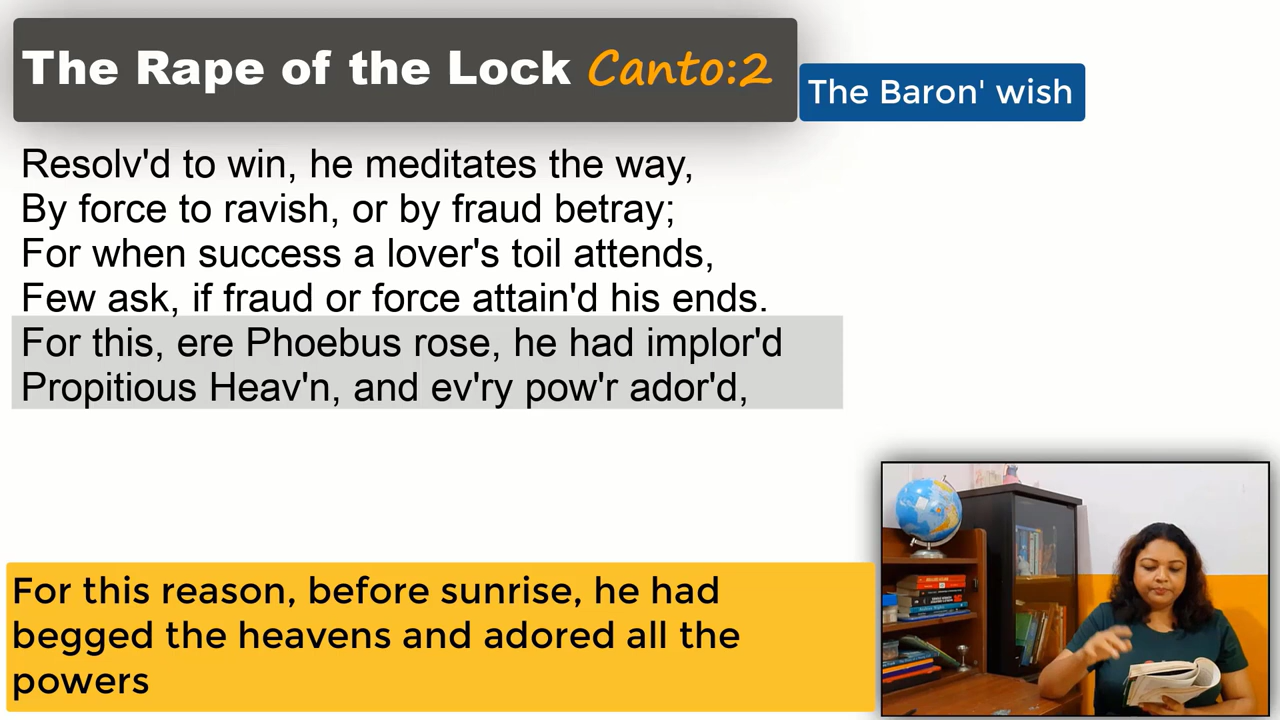 The Rape of the Lock Canto:2
The Baron' wish
Resolv'd to win, he meditates the way,
By force to ravish, or by fraud betray;
For when success a lover's toil attends,
Few ask, if fraud or force attain'd his ends.
For this, ere Phoebus rose, he had implor'd
Propitious Heav'n, and ev'ry pow'r ador'd,
For this reason, before sunrise, he had
begged the heavens and adored all the
powers